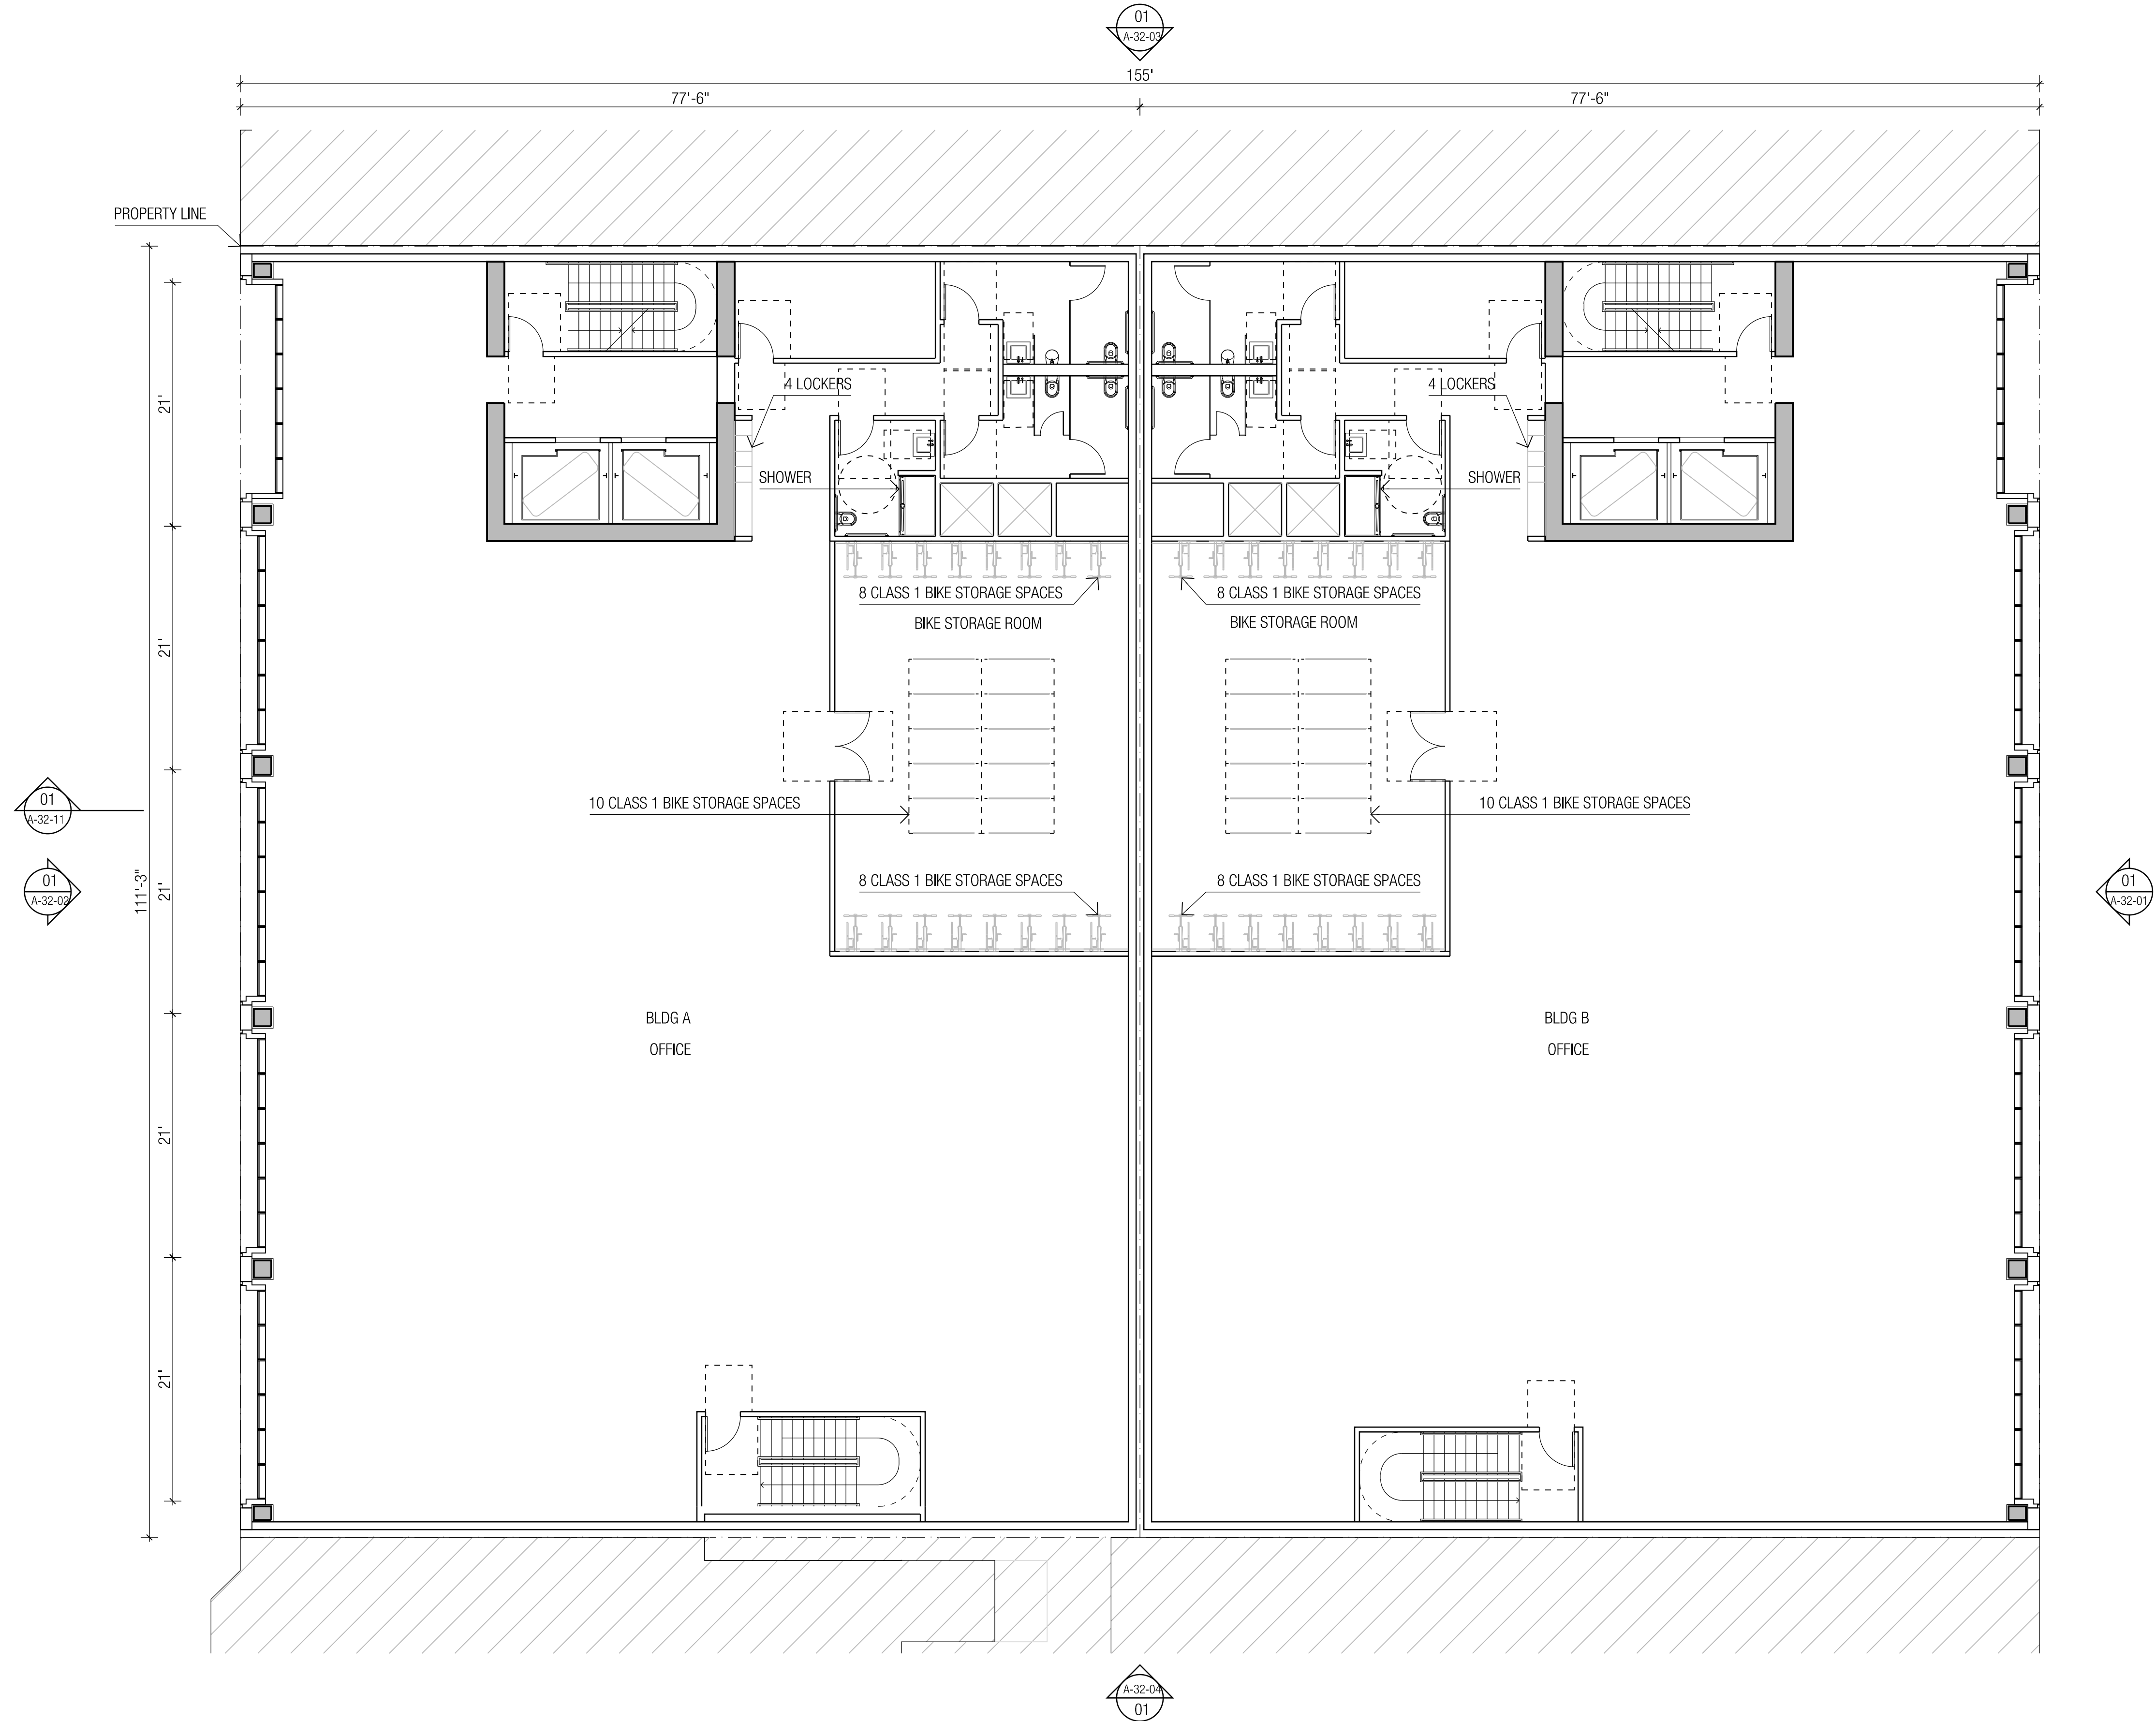 01
A-32-03
155'
77'-6"
77'-6"
PROPERTY LINE
21'
4 LOCKERS
4 LOCKERS
SHOWER
SHOWER
8 CLASS 1 BIKE STORAGE SPACES
8 CLASS 1 BIKE STORAGE SPACES
BIKE STORAGE ROOM
BIKE STORAGE ROOM
21'
10 CLASS 1 BIKE STORAGE SPACES
10 CLASS 1 BIKE STORAGE SPACES
01
A-32-11
111'-3"
21'
8 CLASS 1 BIKE STORAGE SPACES
8 CLASS 1 BIKE STORAGE SPACES
01
A-32-02
01
A-32-01
BLDG A
OFFICE
BLDG B
OFFICE
21'
21'
A-32-04
01